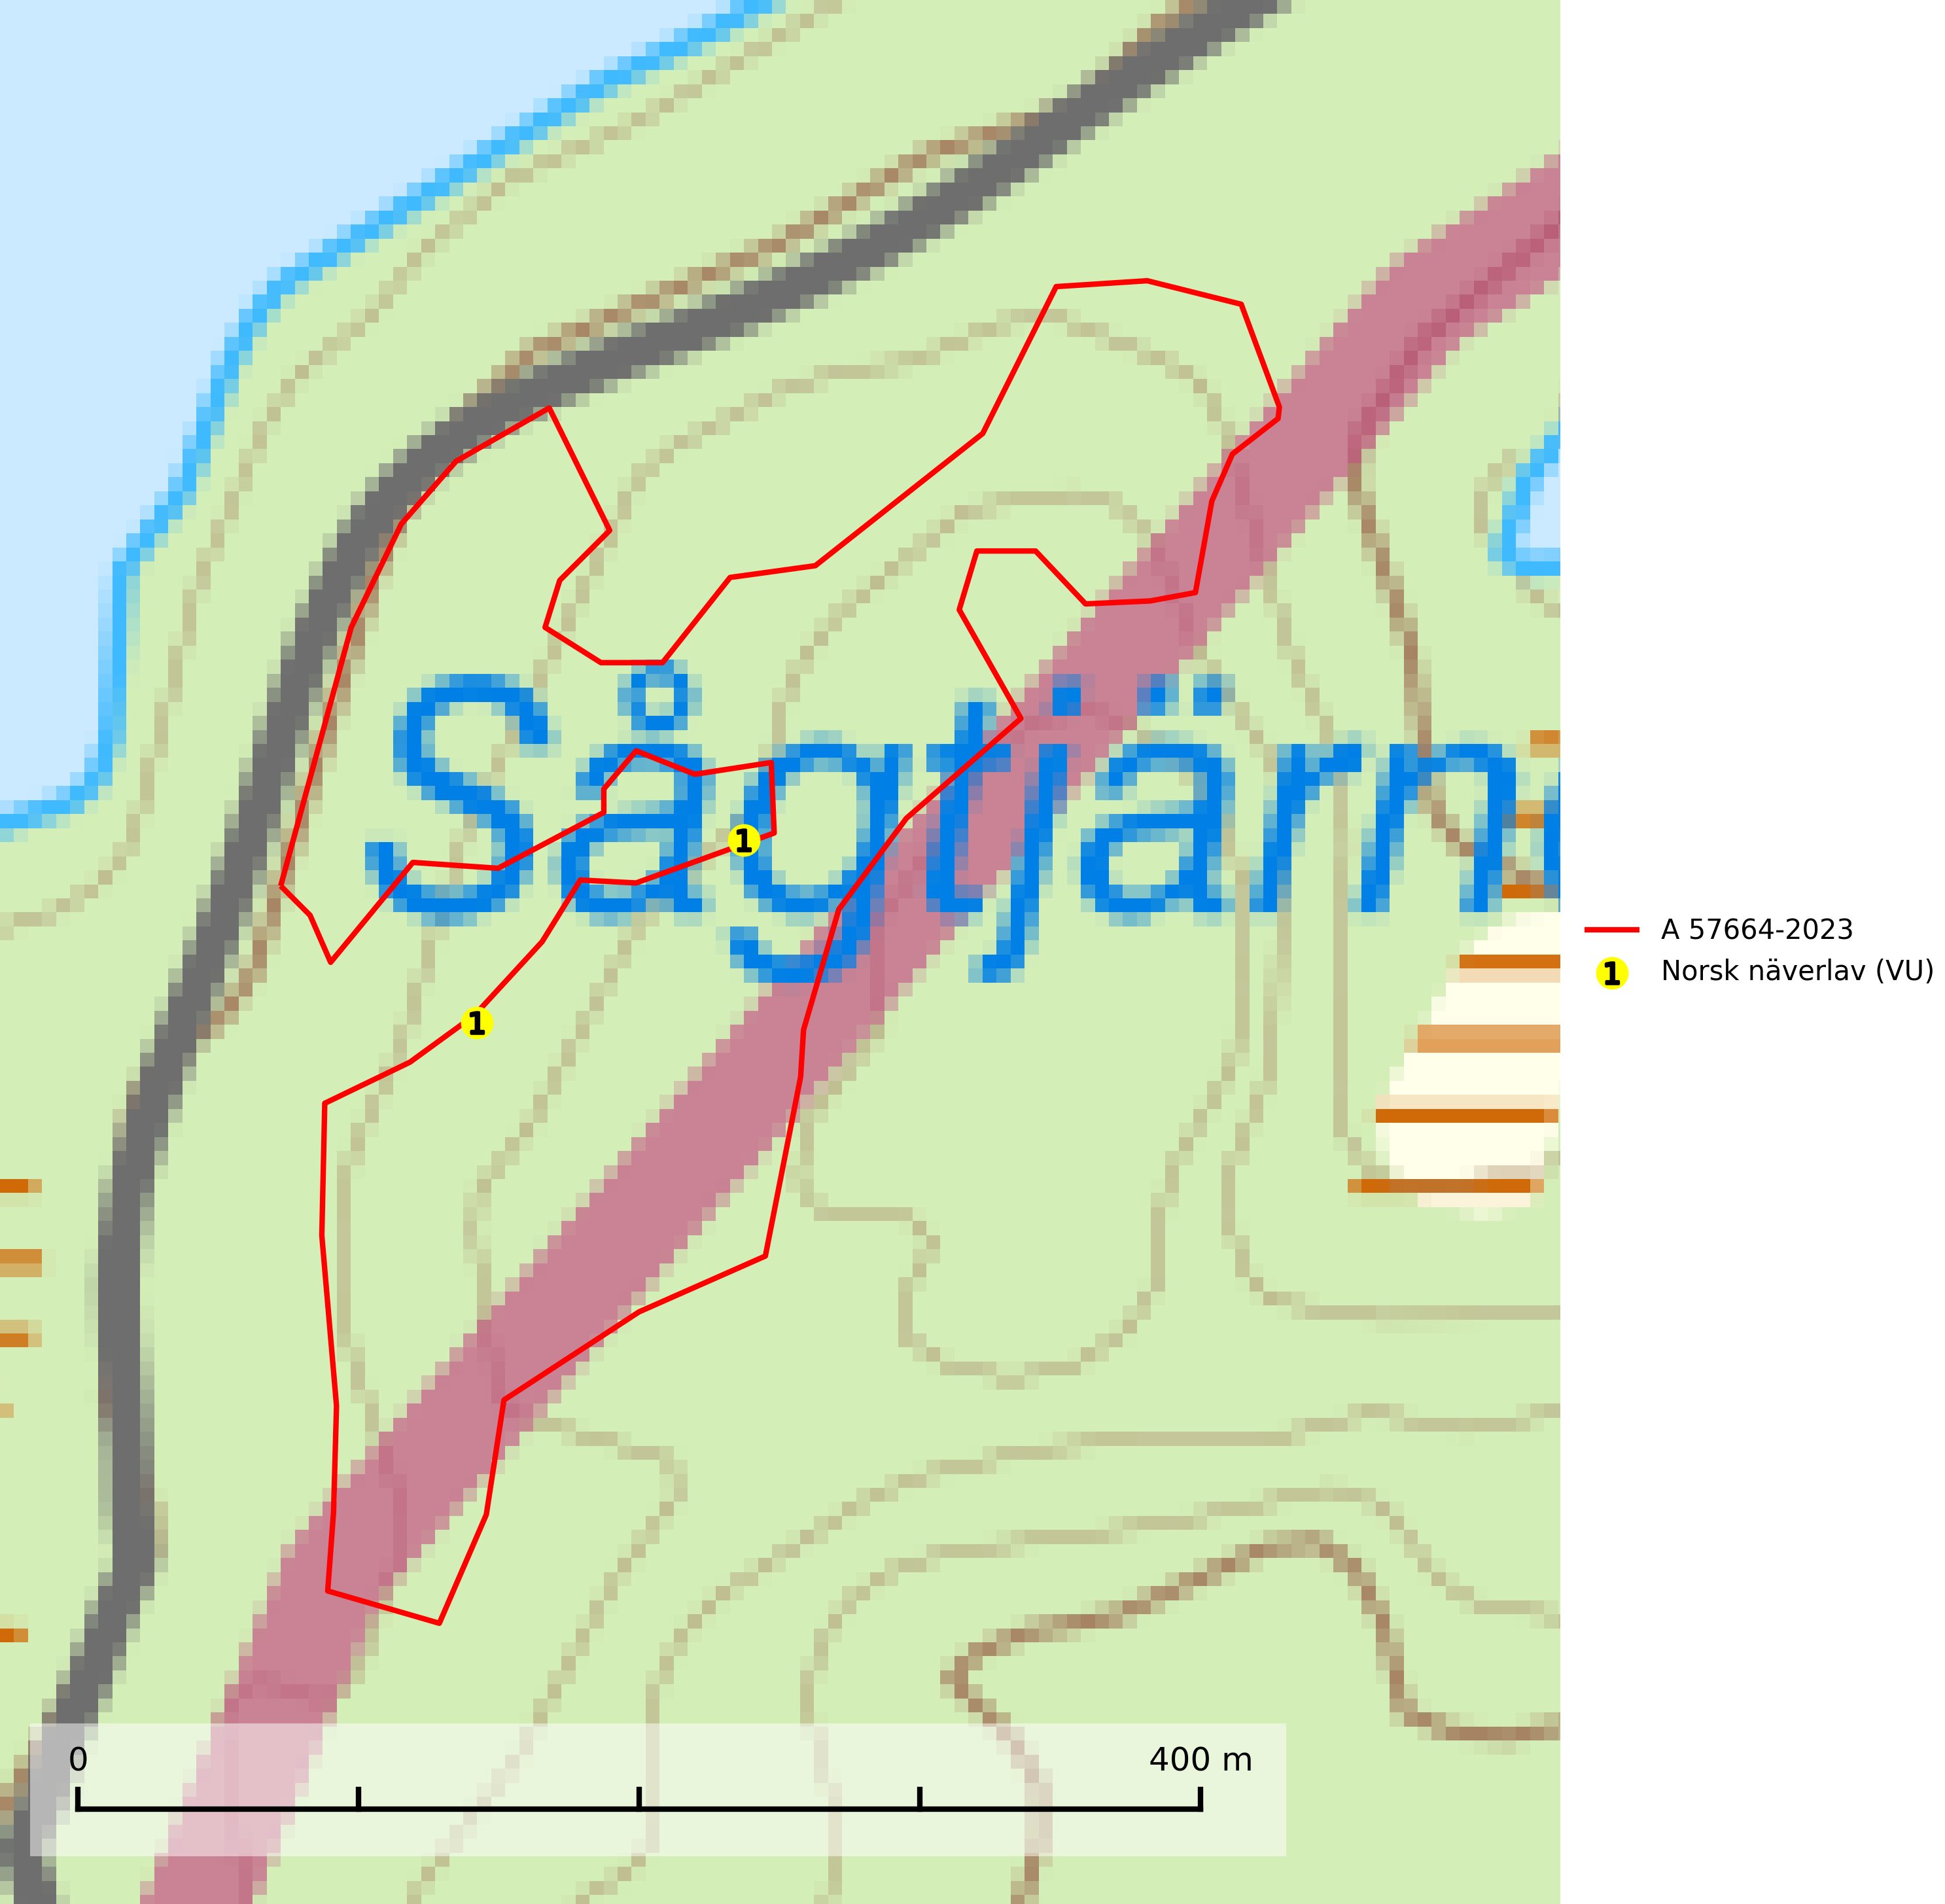 Sågtjärn
1
1
A 57664-2023
1 Norsk näverlav (VU)
0 400 m